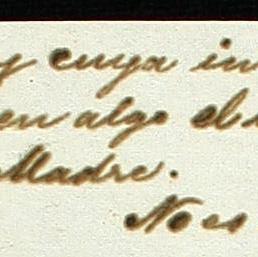 y cuya in
en algo el
Madre.
No es